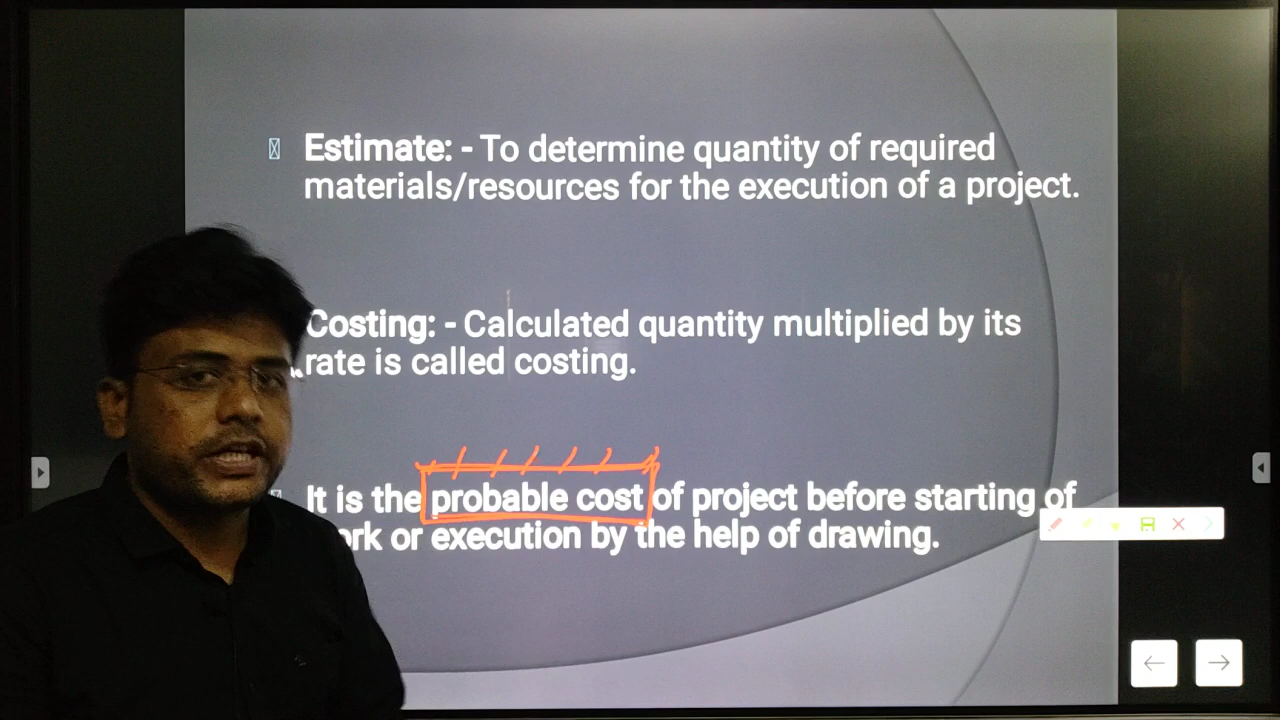 Estimate: - To determine quantity of required
materials/resources for the execution of a project.
Costing: - Calculated quantity multiplied by its
rate is called costing.
It is the probable cost of project before starting of
or execution by the help of drawing.